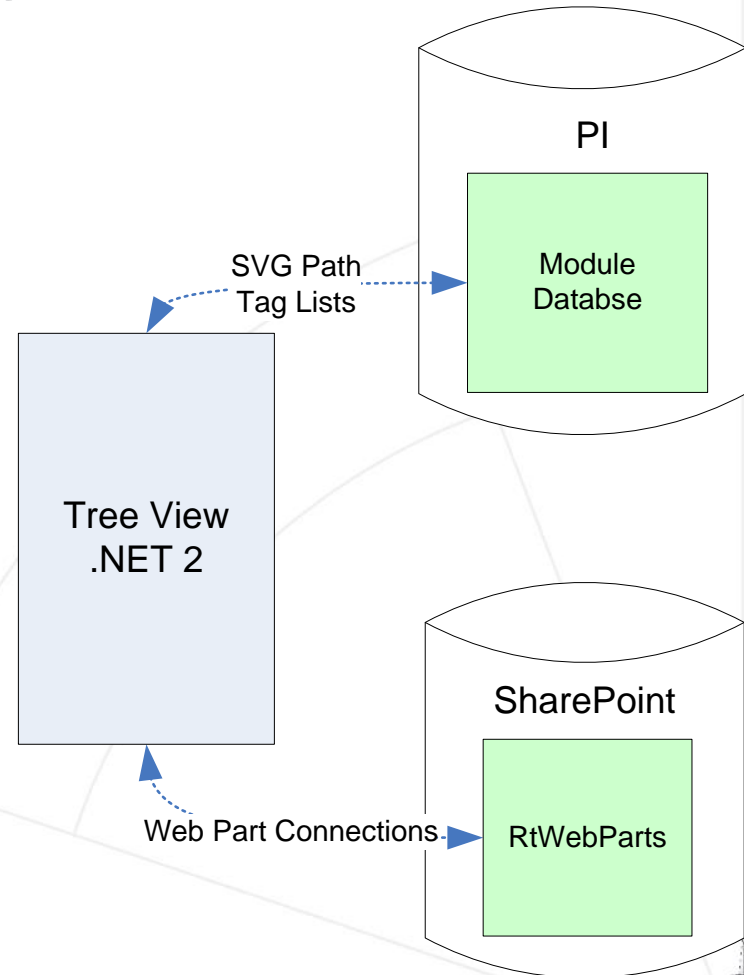 PI
Module
Databse
SVG Path
Tag Lists
Tree View
.NET 2
SharePoint
RtWebParts
Web Part Connections